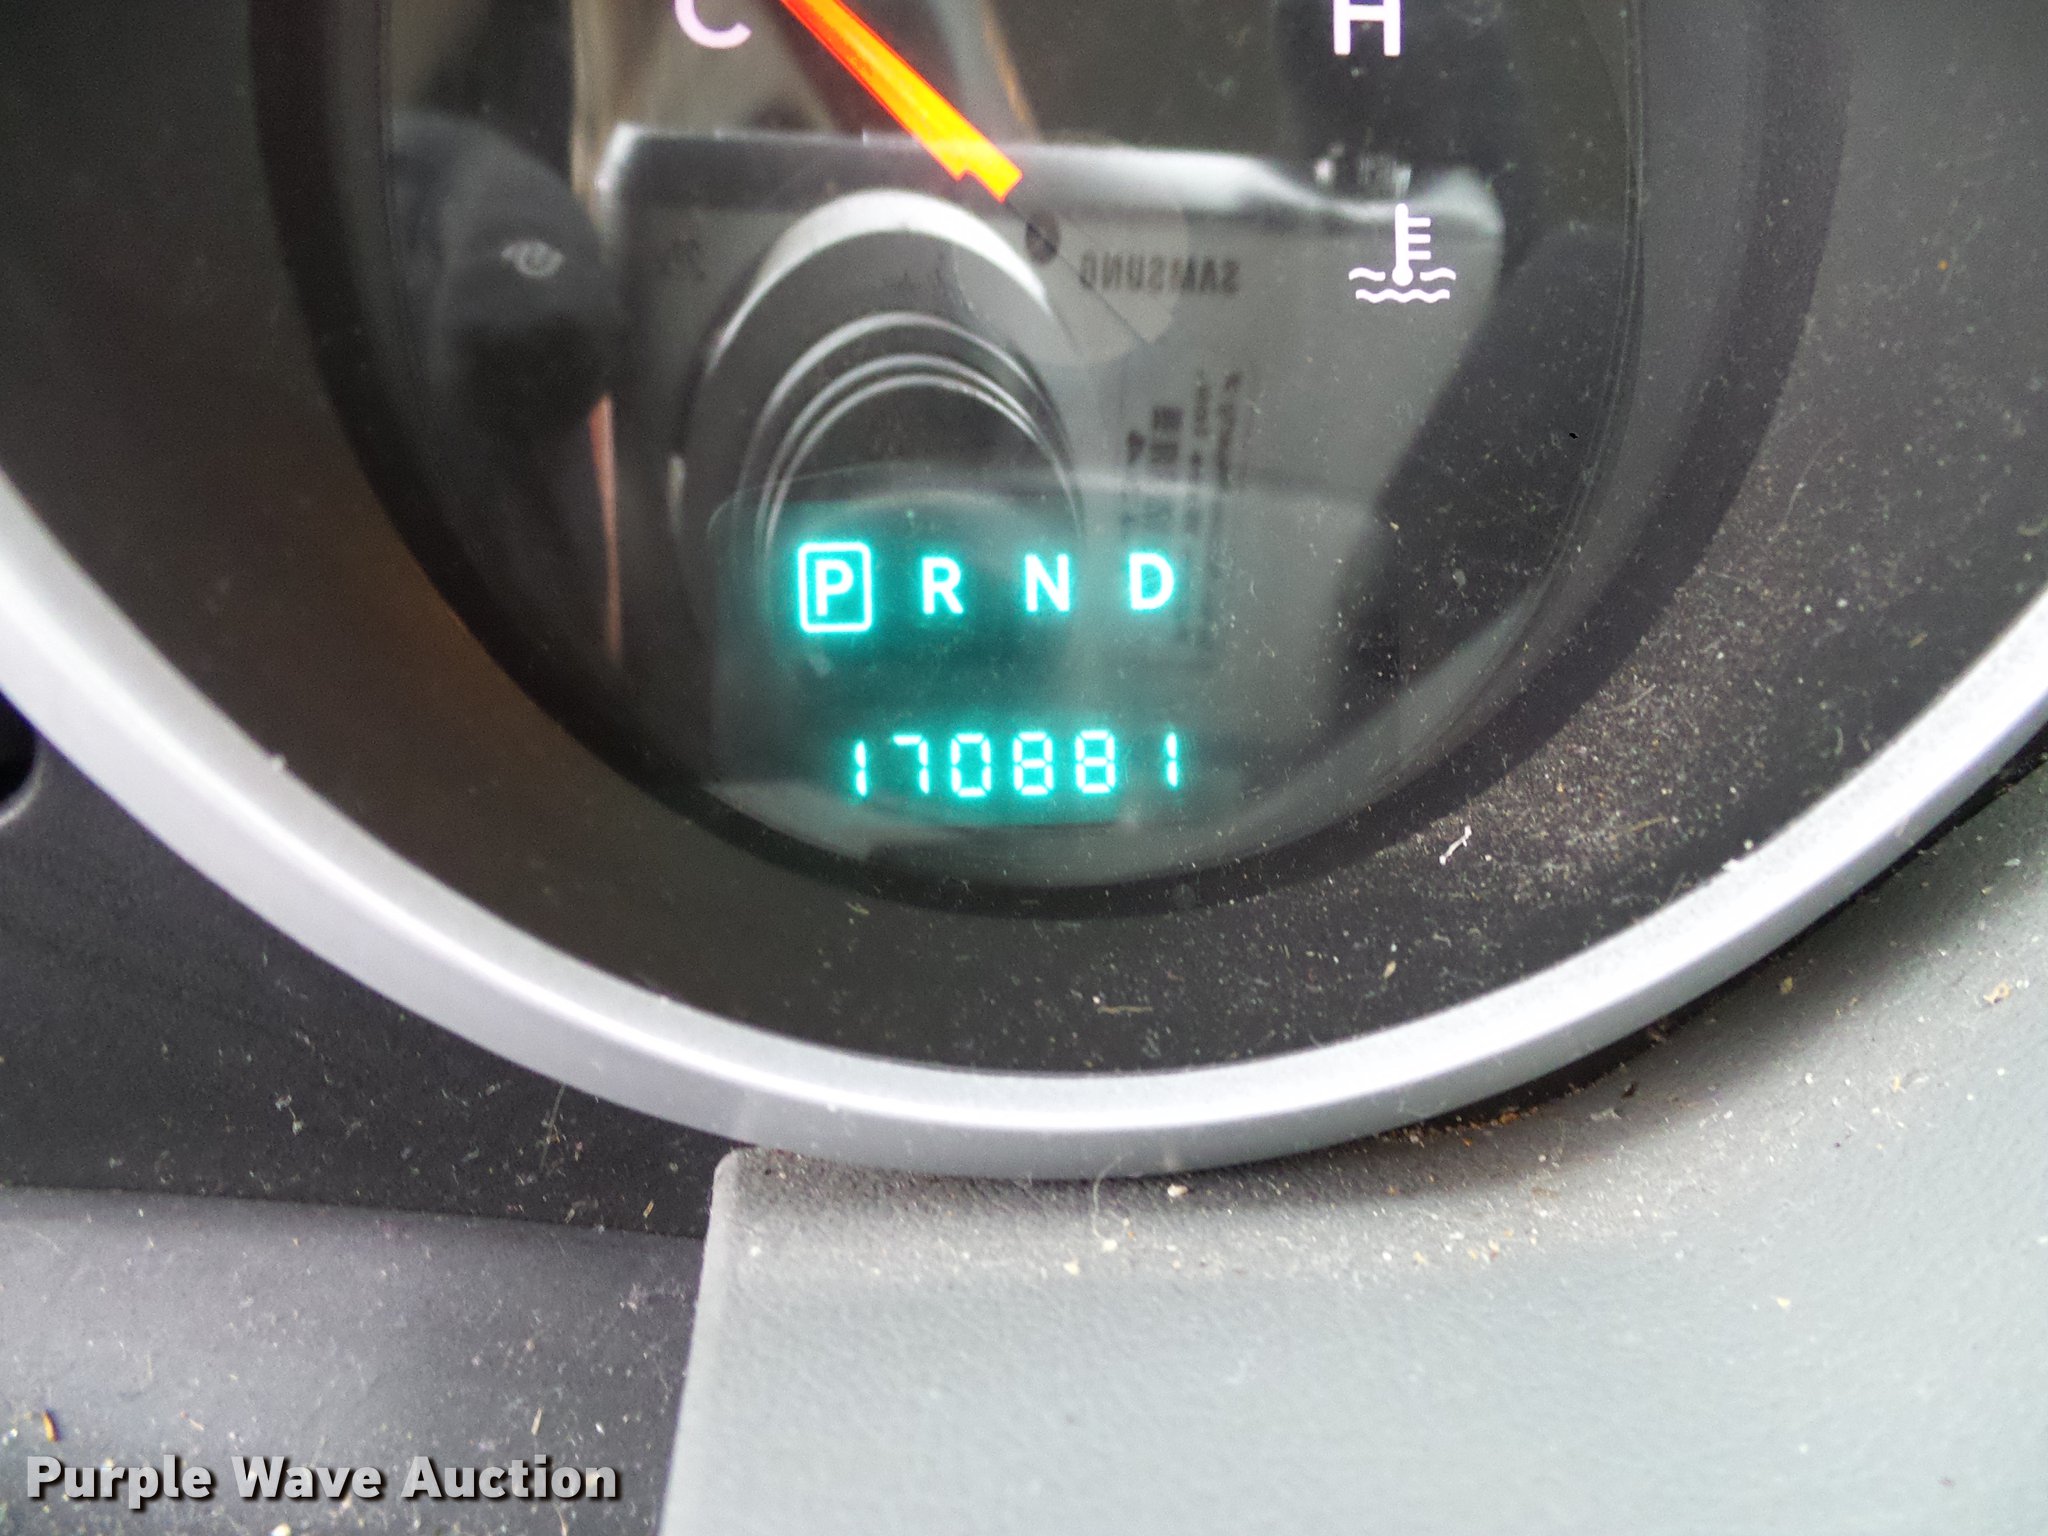 C H
SAMSUNG
P R N D
170881
Purple Wave Auction